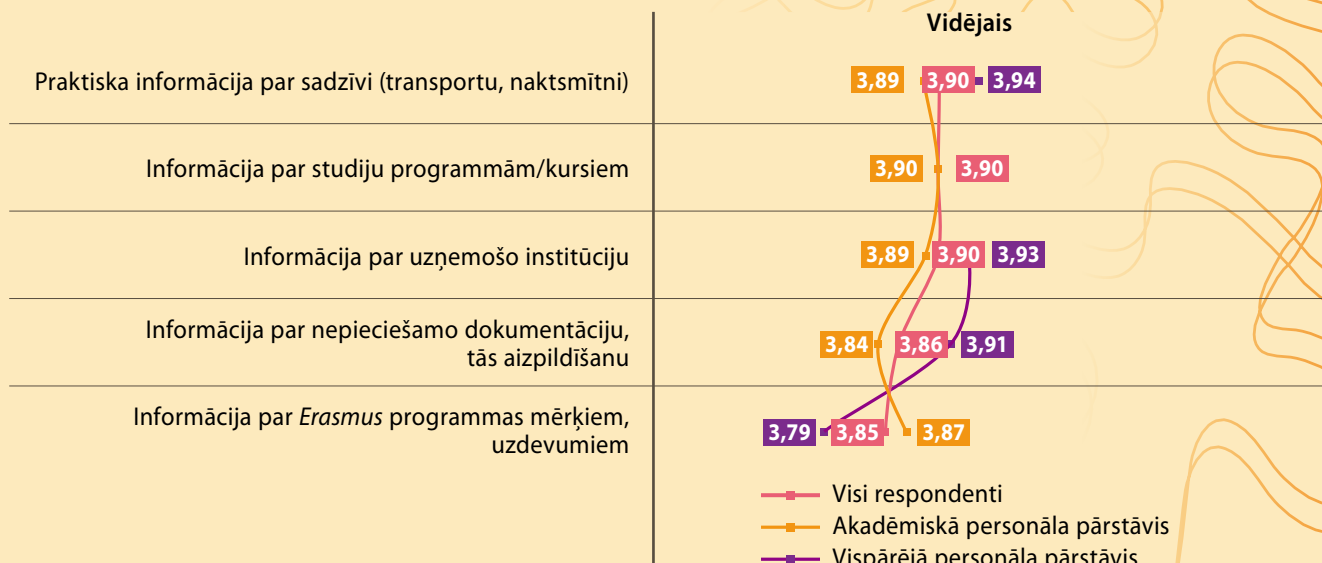 Vidējais
Praktiska informācija par sadzīvi (transportu, naktsmītni)
3,89 3,90 3,94
Informācija par studiju programmām/kursiem
3,90 3,90
Informācija par uzņemošo institūciju
3,89 3,90 3,93
Informācija par nepieciešamo dokumentāciju,
tās aizpildīšanu
3,84 3,86 3,91
Informācija par Erasmus programmas mērķiem,
uzdevumiem
3,79 3,85 3,87
Visi respondenti
Akadēmiskā personāla pārstāvis
Vispārējā personāla pārstāvis